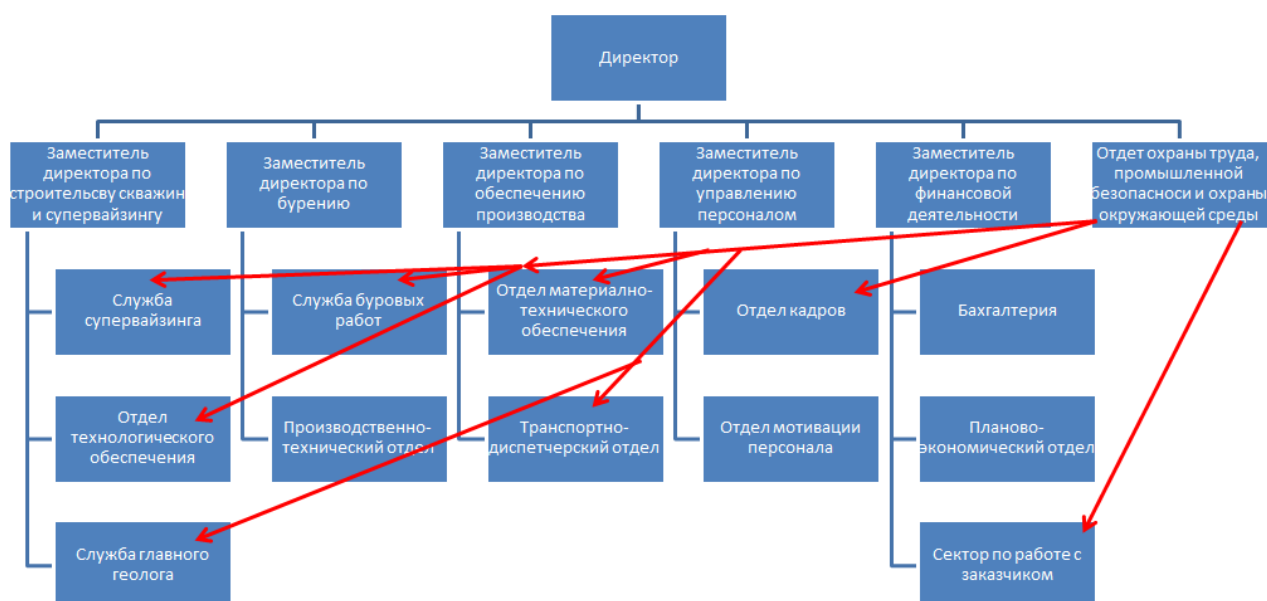 Директор
Заместитель
директора по
строительсву скважин
и супервайзингу
Заместитель
директора по
бурению
Заместитель
директора по
обеспечению
производства
Заместитель
директора по
управлению
персоналом
Заместитель
директора по
финансовой
деятельности
Отдет охраны труда,
промышленной
безопасноси и охраны
окружающей среды
Служба
супервайзинга
Служба буровых
работ
Отдел материално-
технического
обеспечения
Отдел кадров
Бахгалтерия
Отдел
технологического
обеспечения
Производственно-
технический отдел
Транспортно-
диспетчерский отдел
Отдел мотивации
персонала
Планово-
экономический отдел
Служба главного
геолога
Сектор по работе с
заказчиком